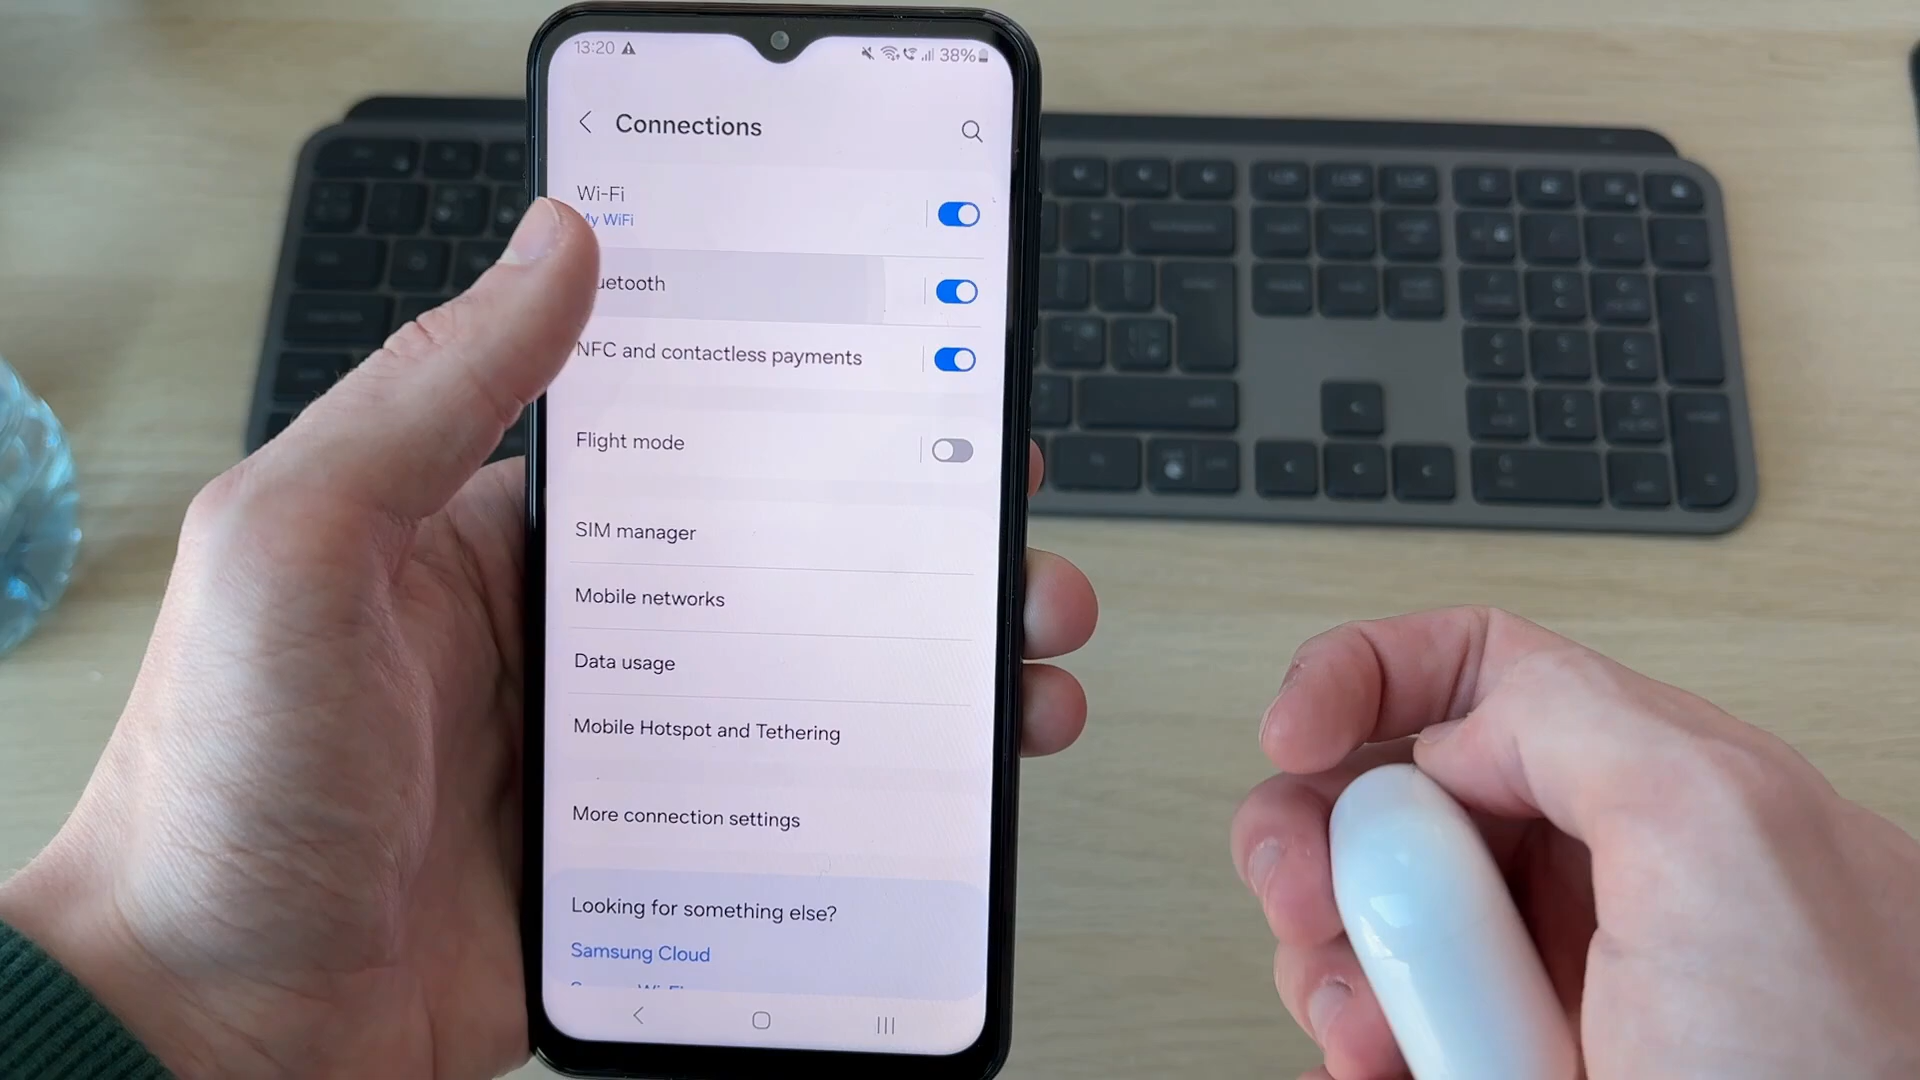 13:20
38%
Connections
Wi-Fi
My WiFi
uetooth
NFC and contactless payments
Flight mode
SIM manager
Mobile networks
Data usage
Mobile Hotspot and Tethering
More connection settings
Looking for something else?
Samsung Cloud